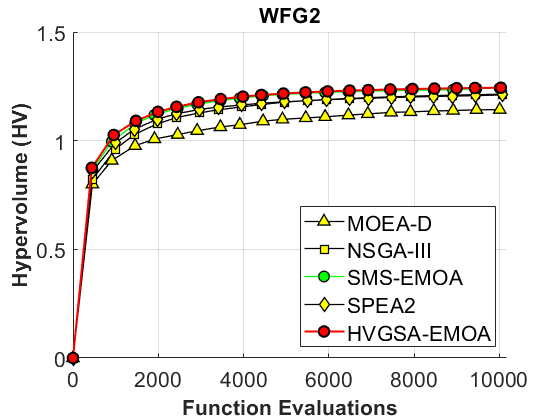 WFG2
Hypervolume (HV)
1.5
1
0.5
0
0 2000 4000 6000 8000 10000
Function Evaluations
MOEA-D
NSGA-III
SMS-EMOA
SPEA2
HVGSA-EMOA